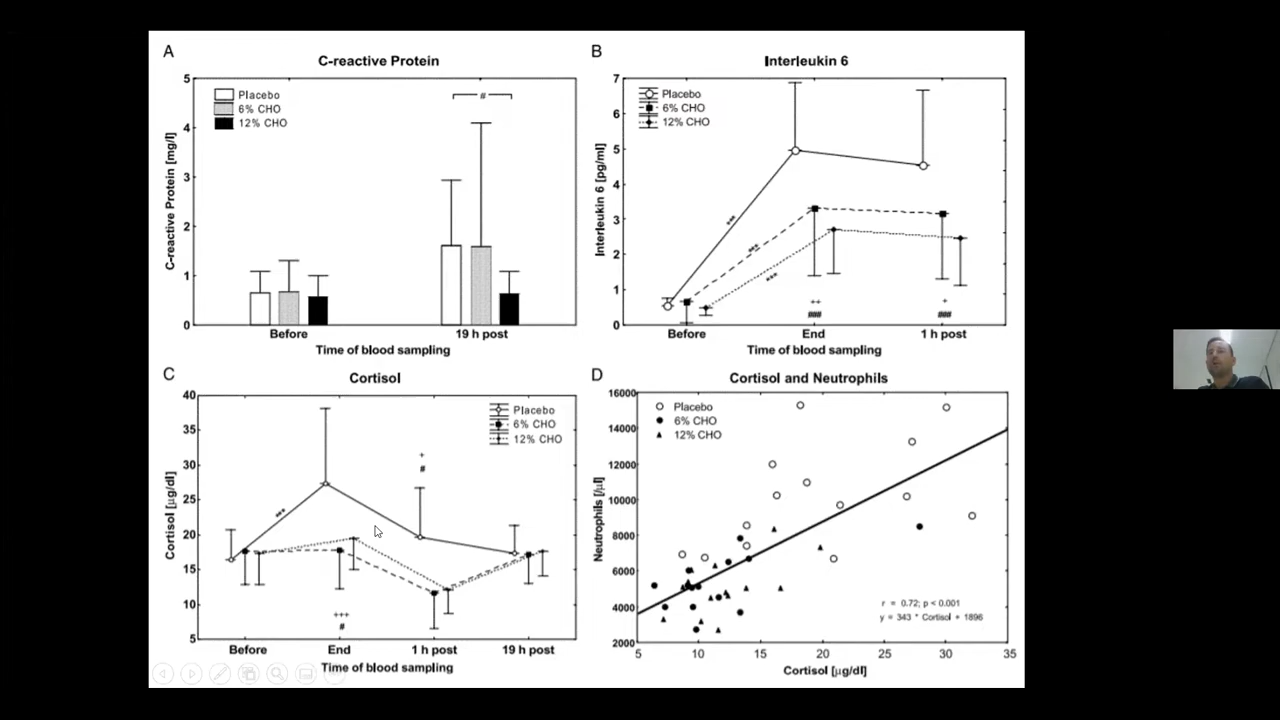 A
C-reactive Protein
5
4
3
2
1
0
C-reactive Protein [mg/l]
Placebo
6% CHO
12% CHO
#
Before
19 h post
Time of blood sampling
B
Interleukin 6
7
6
5
4
3
2
1
0
Interleukin 6 [pg/ml]
Placebo
6% CHO
12% CHO
***
***
***
++
###
+
###
Before
End
1 h post
Time of blood sampling
C
Cortisol
40
35
30
25
20
15
10
5
Cortisol [µg/dl]
Placebo
6% CHO
12% CHO
***
+
#
+++
#
Before
End
1 h post
19 h post
Time of blood sampling
D
Cortisol and Neutrophils
16000
14000
12000
10000
8000
6000
4000
2000
Neutrophils [/µl]
Placebo
6% CHO
12% CHO
r = 0.72; p < 0.001
y = 343 * Cortisol + 1896
5
10
15
20
25
30
35
Cortisol [µg/dl]